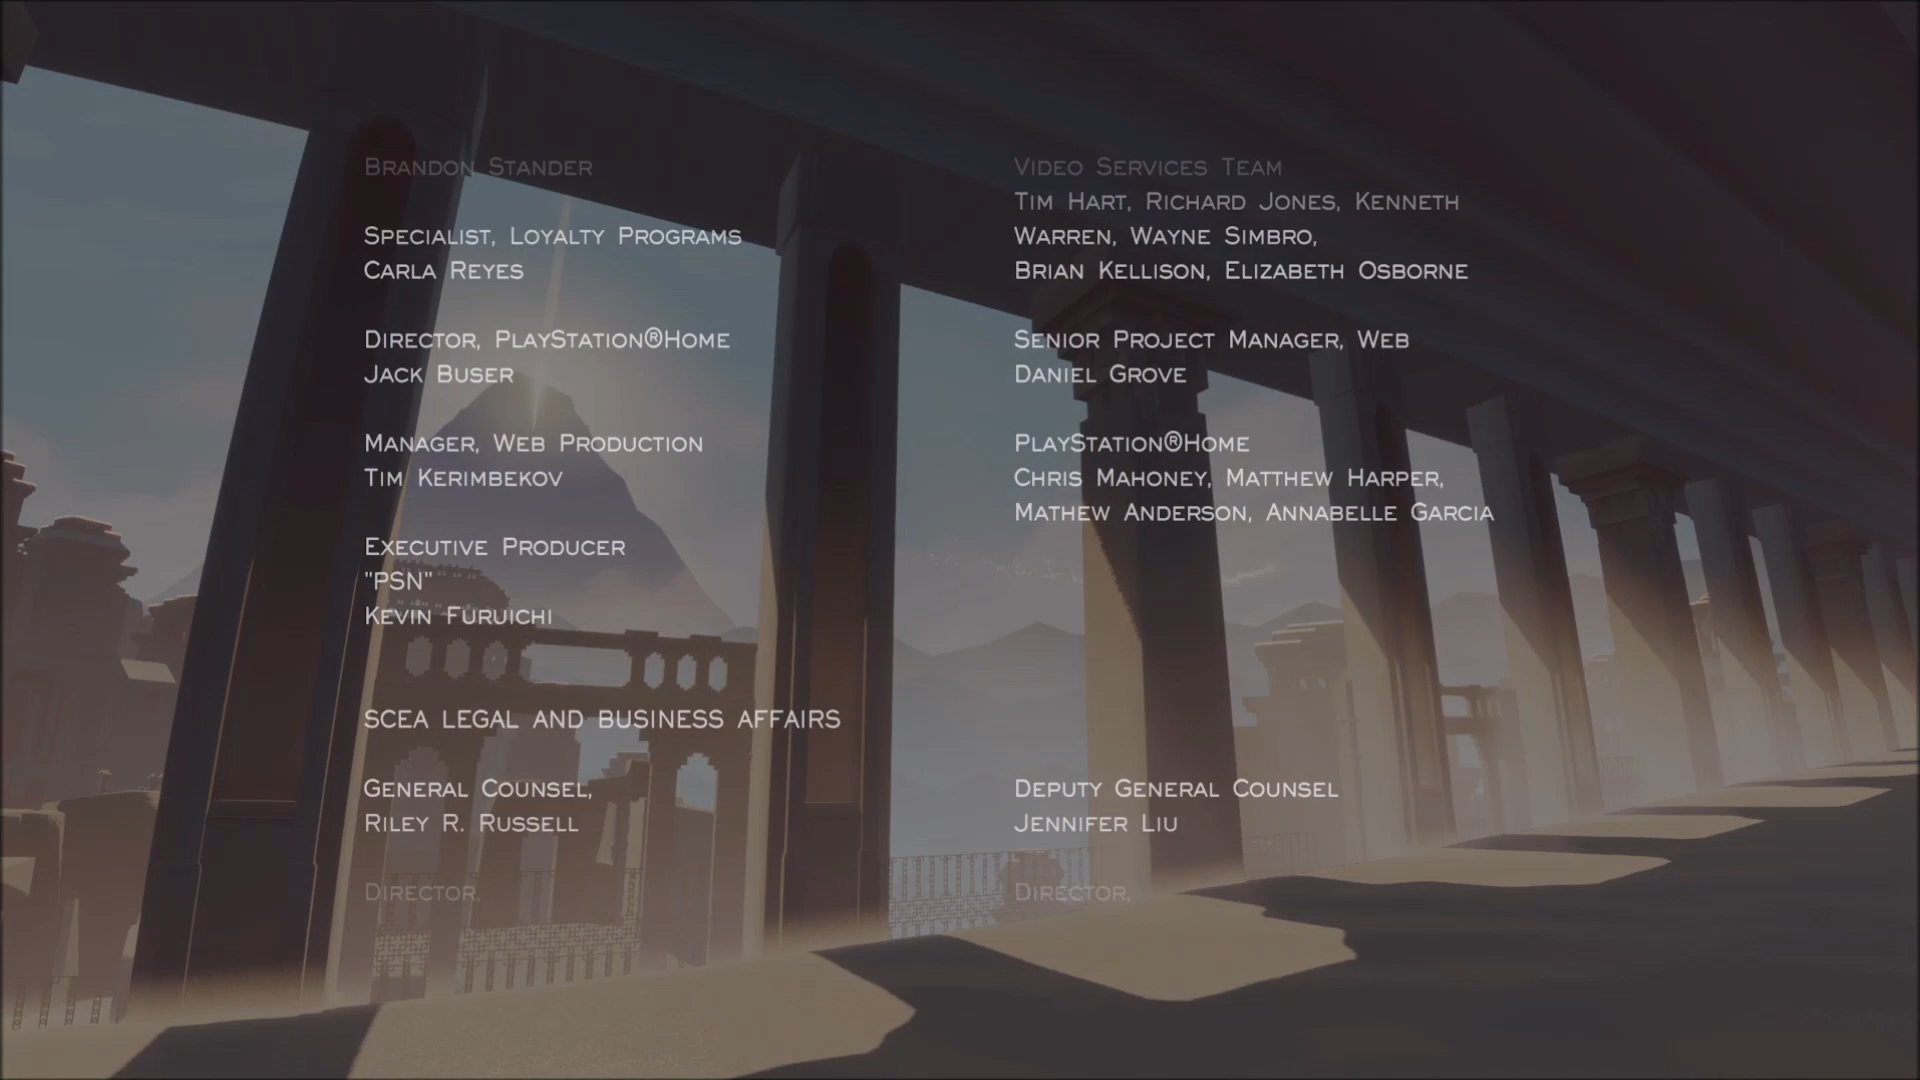 Brandon Stander
Specialist, Loyalty Programs
Carla Reyes
Director, PlayStation®Home
Jack Buser
Manager, Web Production
Tim Kerimbekov
Executive Producer
"PSN"
Kevin Furuichi
Video Services Team
Tim Hart, Richard Jones, Kenneth
Warren, Wayne Simbro,
Brian Kellison, Elizabeth Osborne
Senior Project Manager, Web
Daniel Grove
PlayStation®Home
Chris Mahoney, Matthew Harper,
Mathew Anderson, Annabelle Garcia
SCEA LEGAL AND BUSINESS AFFAIRS
General Counsel,
Riley R. Russell
Director,
Deputy General Counsel
Jennifer Liu
Director,